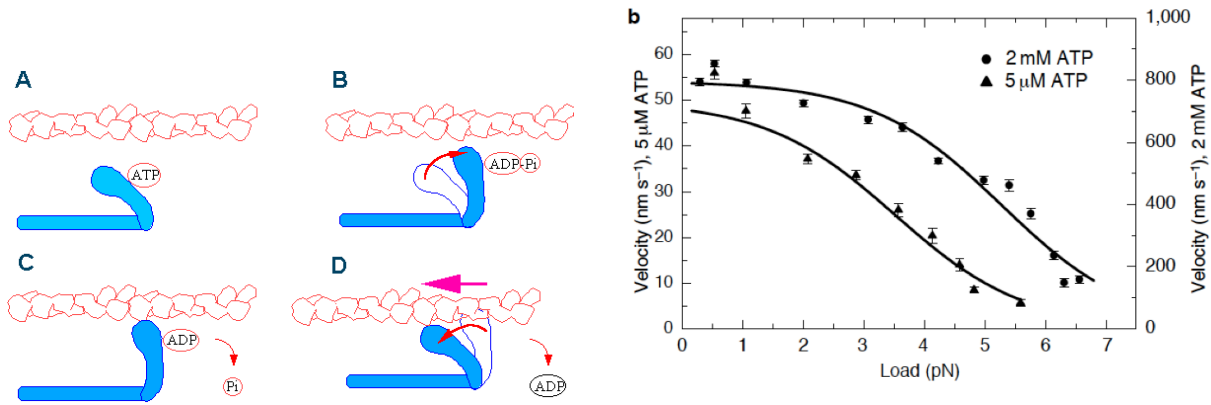 A
ATP
B
ADP-Pi
C
ADP
Pi
D
ADP
b
2 mM ATP
5 μM ATP
Velocity (nm s⁻¹), 5 μM ATP
60
50
40
30
20
10
0
1,000
800
600
400
200
0
Velocity (nm s⁻¹), 2 mM ATP
0 1 2 3 4 5 6 7
Load (pN)